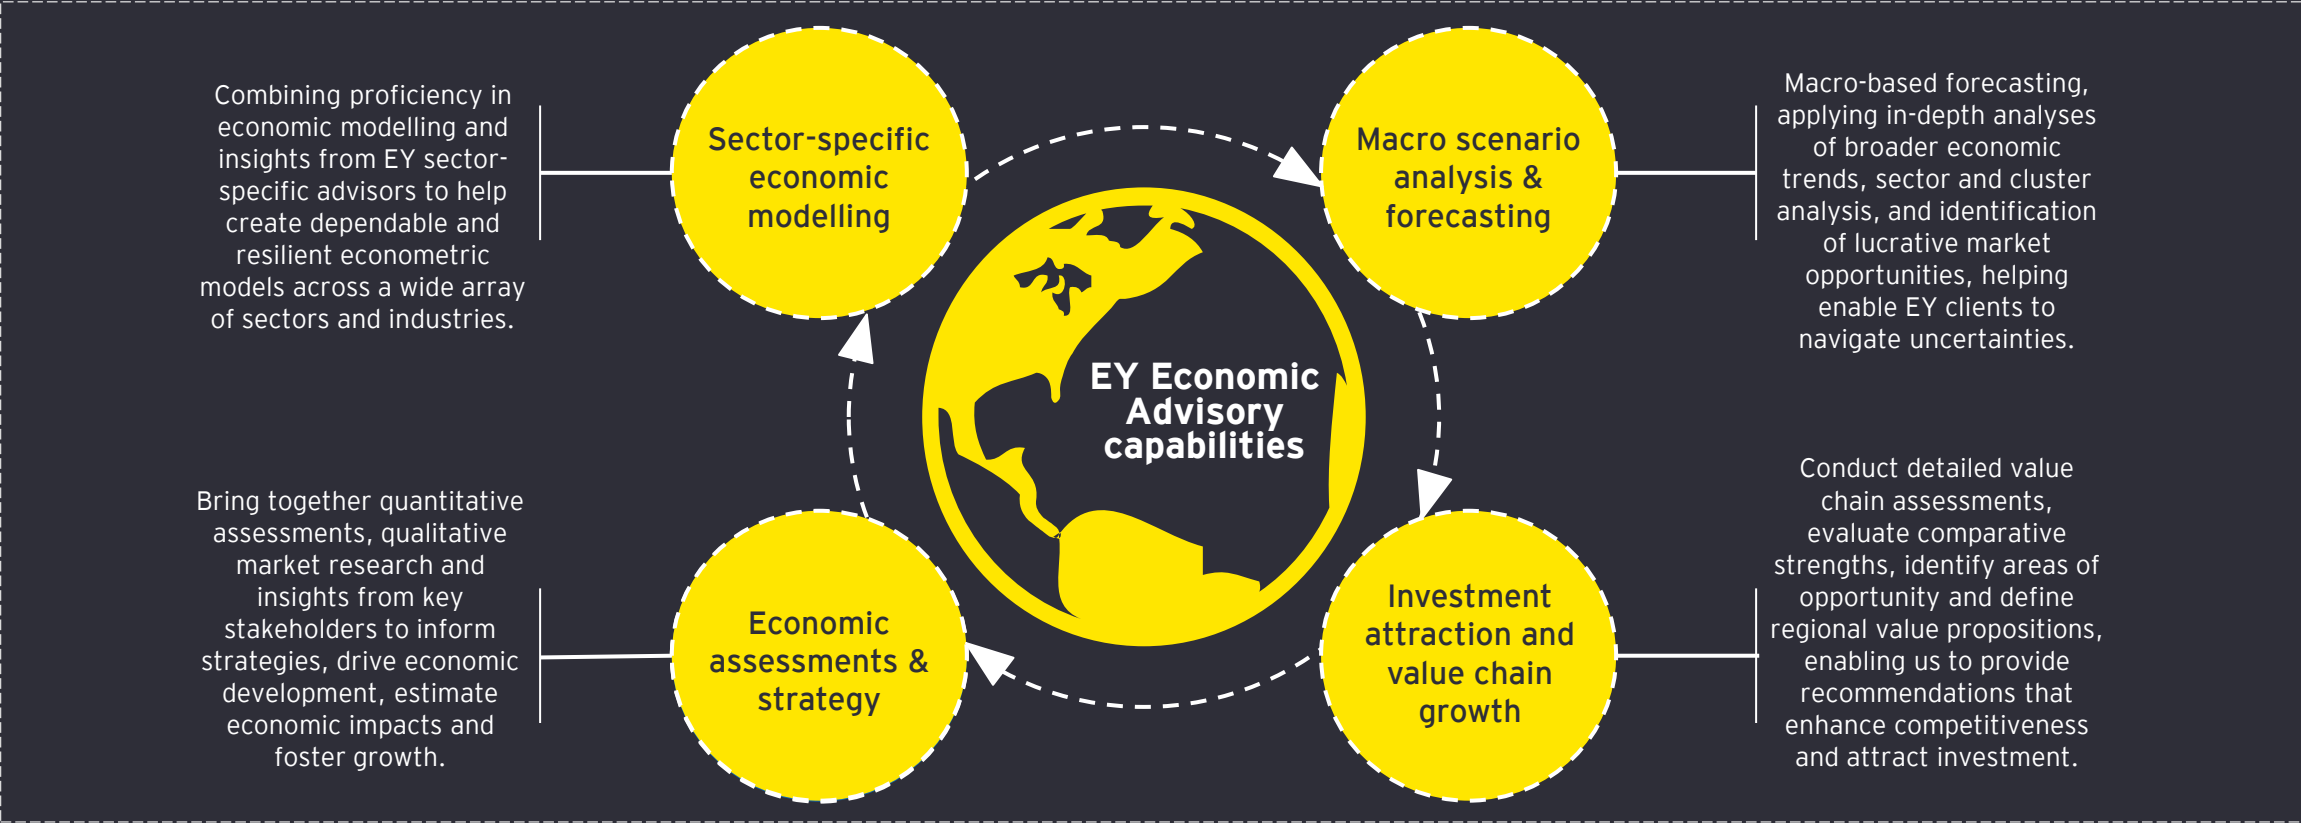 Combining proficiency in
economic modelling and
insights from EY sector-
specific advisors to help
create dependable and
resilient econometric
models across a wide array
of sectors and industries.
Sector-specific
economic
modelling
Macro scenario
analysis &
forecasting
Macro-based forecasting,
applying in-depth analyses
of broader economic
trends, sector and cluster
analysis, and identification
of lucrative market
opportunities, helping
enable EY clients to
navigate uncertainties.
EY Economic
Advisory
capabilities
Bring together quantitative
assessments, qualitative
market research and
insights from key
stakeholders to inform
strategies, drive economic
development, estimate
economic impacts and
foster growth.
Economic
assessments &
strategy
Investment
attraction and
value chain
growth
Conduct detailed value
chain assessments,
evaluate comparative
strengths, identify areas of
opportunity and define
regional value propositions,
enabling us to provide
recommendations that
enhance competitiveness
and attract investment.